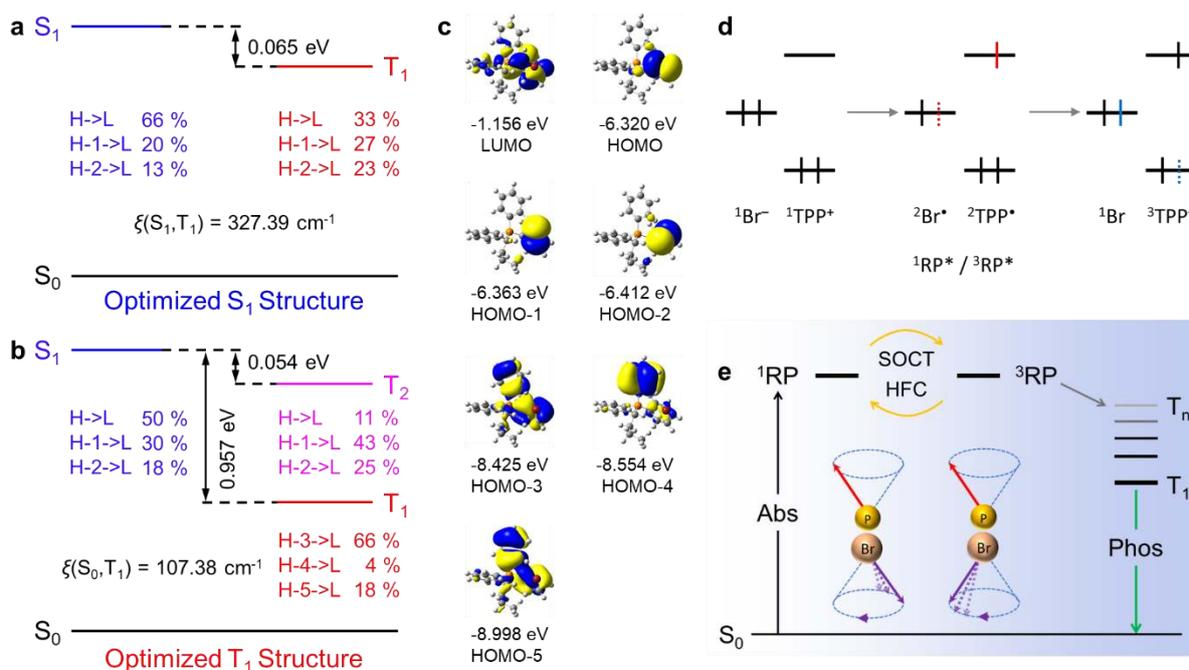 a
S₁
0.065 eV
T₁
H->L 66 %
H-1->L 20 %
H-2->L 13 %
H->L 33 %
H-1->L 27 %
H-2->L 23 %
ξ(S₁,T₁) = 327.39 cm⁻¹
S₀
Optimized S₁ Structure
b
S₁
0.054 eV
T₂
0.957 eV
H->L 50 %
H-1->L 30 %
H-2->L 18 %
H->L 11 %
H-1->L 43 %
H-2->L 25 %
T₁
H-3->L 66 %
H-4->L 4 %
H-5->L 18 %
ξ(S₀,T₁) = 107.38 cm⁻¹
S₀
Optimized T₁ Structure
c
-1.156 eV
LUMO
-6.320 eV
HOMO
-6.363 eV
HOMO-1
-6.412 eV
HOMO-2
-8.425 eV
HOMO-3
-8.554 eV
HOMO-4
-8.998 eV
HOMO-5
d
¹Br⁻ ¹TPP⁺
²Br• ²TPP•
¹Br ³TPP
¹RP* / ³RP*
e
¹RP
SOCT
HFC
³RP
Tₙ
T₁
Abs
P
Br
P
Br
Phos
S₀